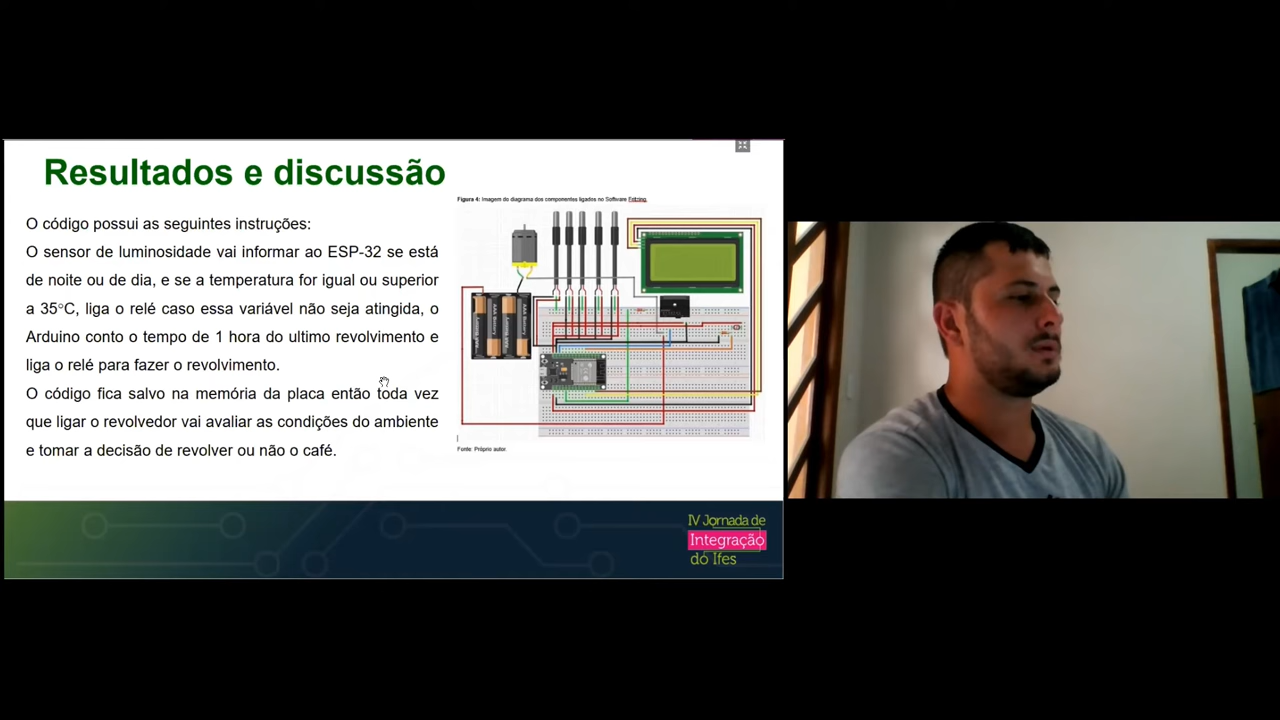 Resultados e discussão
O código possui as seguintes instruções:
O sensor de luminosidade vai informar ao ESP-32 se está
de noite ou de dia, e se a temperatura for igual ou superior
a 35°C, liga o relé caso essa variável não seja atingida, o
Arduino conto o tempo de 1 hora do ultimo revolvimento e
liga o relé para fazer o revolvimento.
O código fica salvo na memória da placa então toda vez
que ligar o revolvedor vai avaliar as condições do ambiente
e tomar a decisão de revolver ou não o café.
Figura 4: Imagem do diagrama dos componentes ligados no Software Fritzing.
Fonte: Próprio autor.
IV Jornada de
Integração
do Ifes